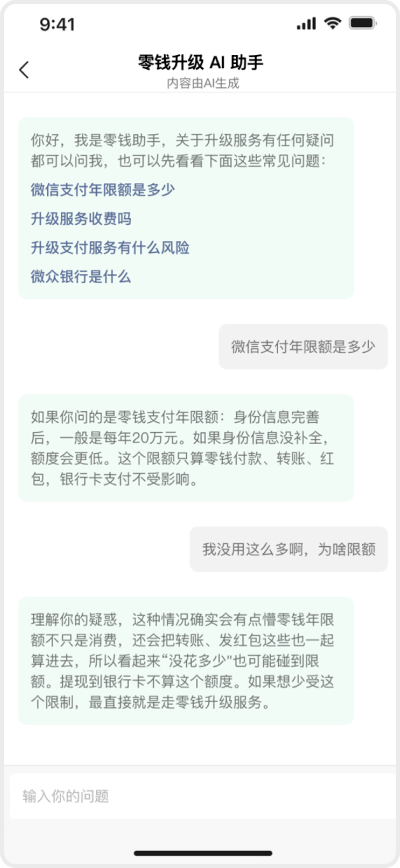 9:41
零钱升级 AI 助手
内容由AI生成
你好，我是零钱助手，关于升级服务有任何疑问
都可以问我，也可以先看看下面这些常见问题：
微信支付年限额是多少
升级服务收费吗
升级支付服务有什么风险
微众银行是什么
微信支付年限额是多少
如果你问的是零钱支付年限额：身份信息完善
后，一般是每年20万元。如果身份信息没补全，
额度会更低。这个限额只算零钱付款、转账、红
包，银行卡支付不受影响。
我没用这么多啊，为啥限额
理解你的疑惑，这种情况确实会有点懵零钱年限
额不只是消费，还会把转账、发红包这些也一起
算进去，所以看起来“没花多少"也可能碰到限
额。提现到银行卡不算这个额度。如果想少受这
个限制，最直接就是走零钱升级服务。
输入你的问题